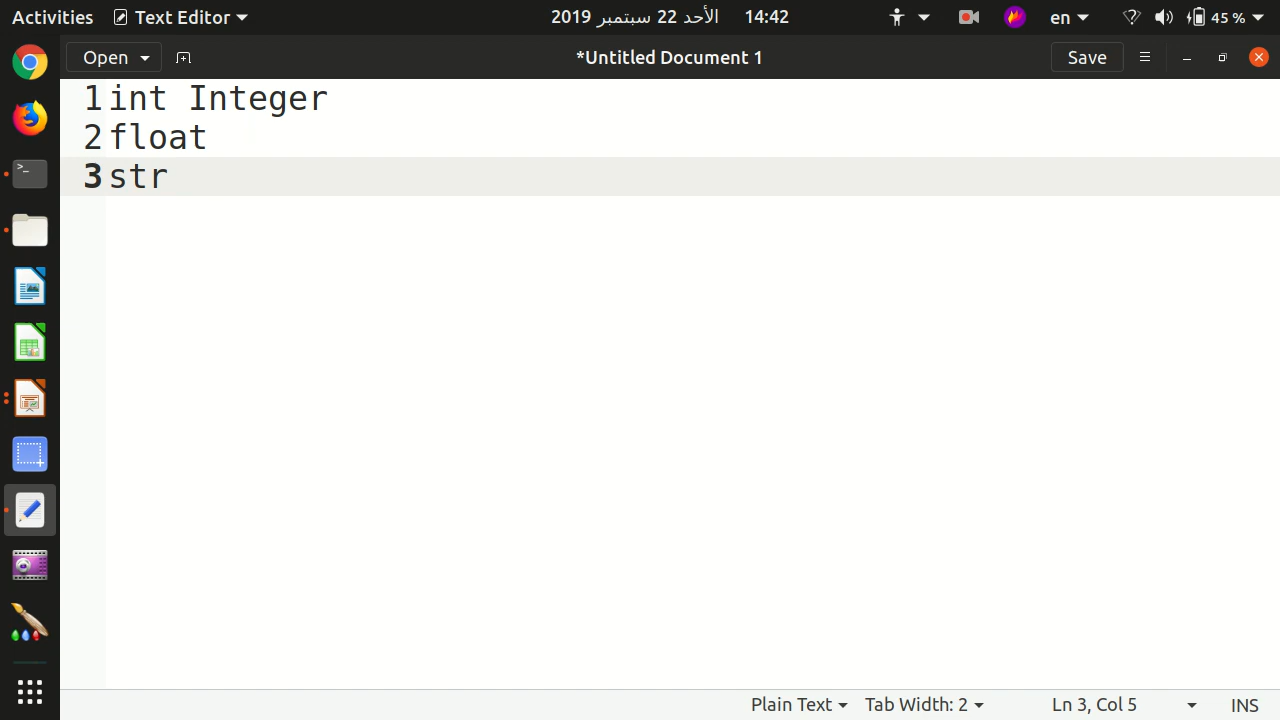 Activities Text Editor الأحد 22 سبتمبر 2019 14:42 en 45 %
Open *Untitled Document 1 Save
1 int Integer
2 float
3 str
Plain Text Tab Width: 2 Ln 3, Col 5 INS